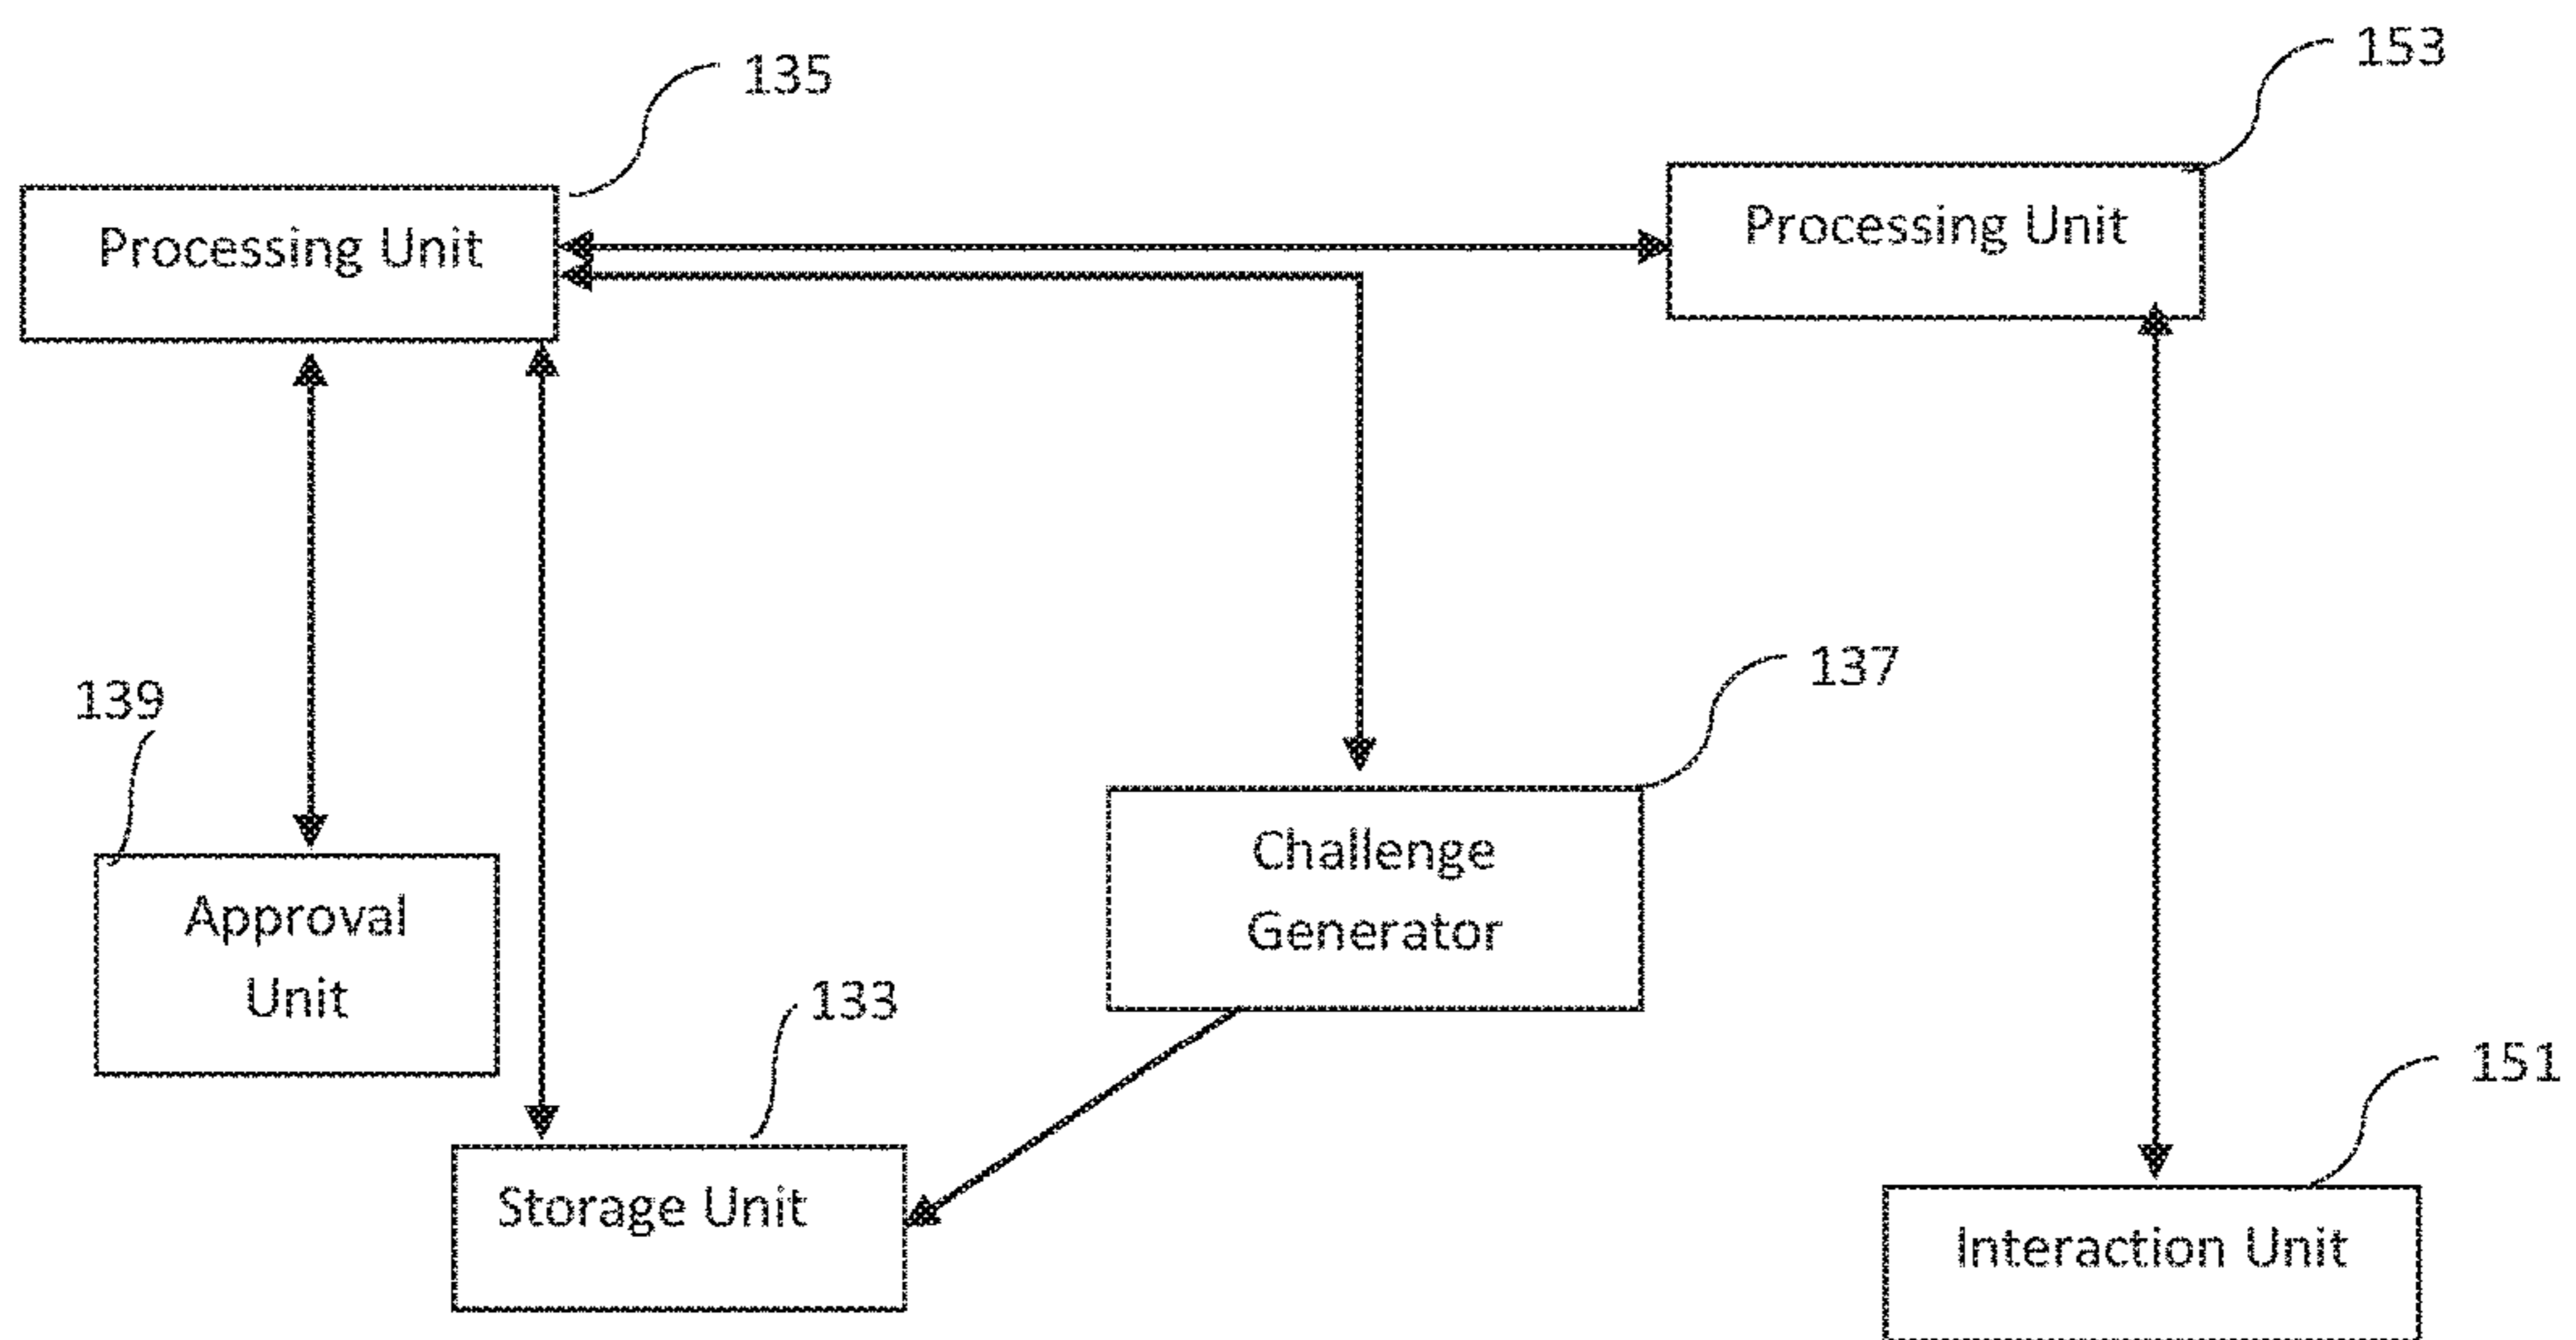 153
135
Processing Unit
Processing Unit
137
139
Challenge
Generator
Approval
Unit
133
151
Storage Unit
Interaction Unit